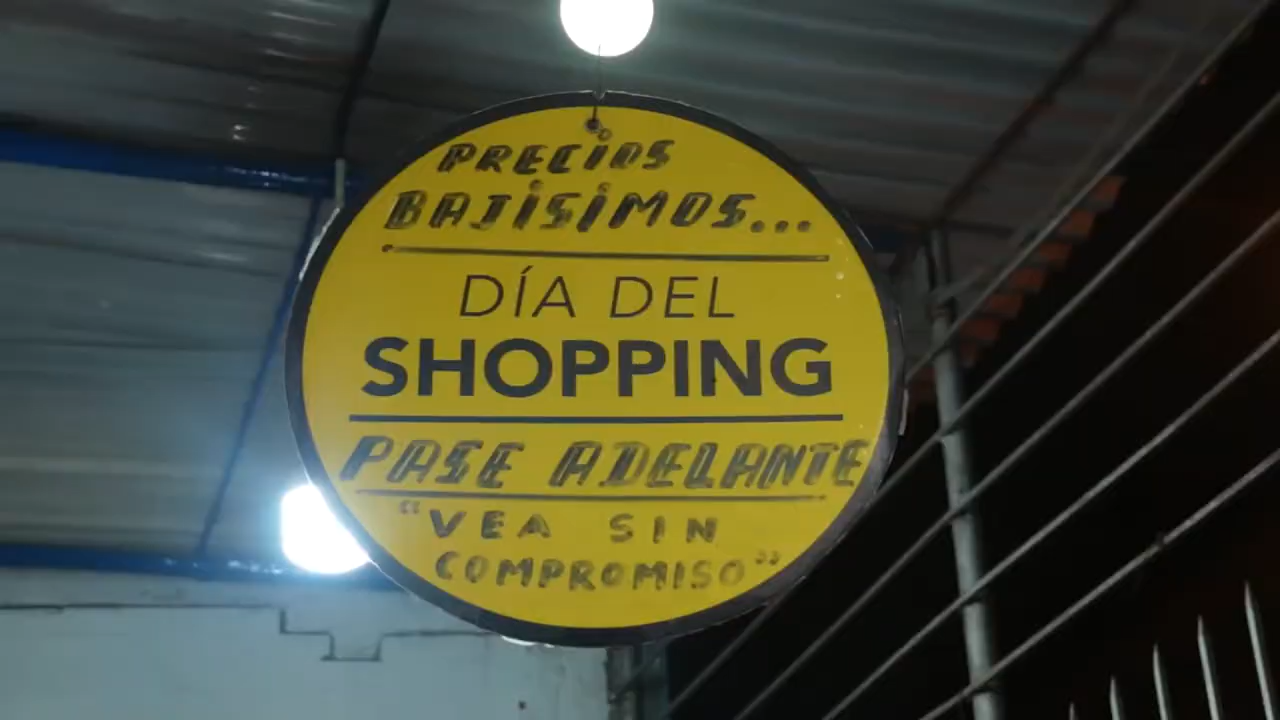 PRECIOS
BAJISIMOS...
DÍA DEL
SHOPPING
PASE ADELANTE
"VEA SIN
COMPROMISO"